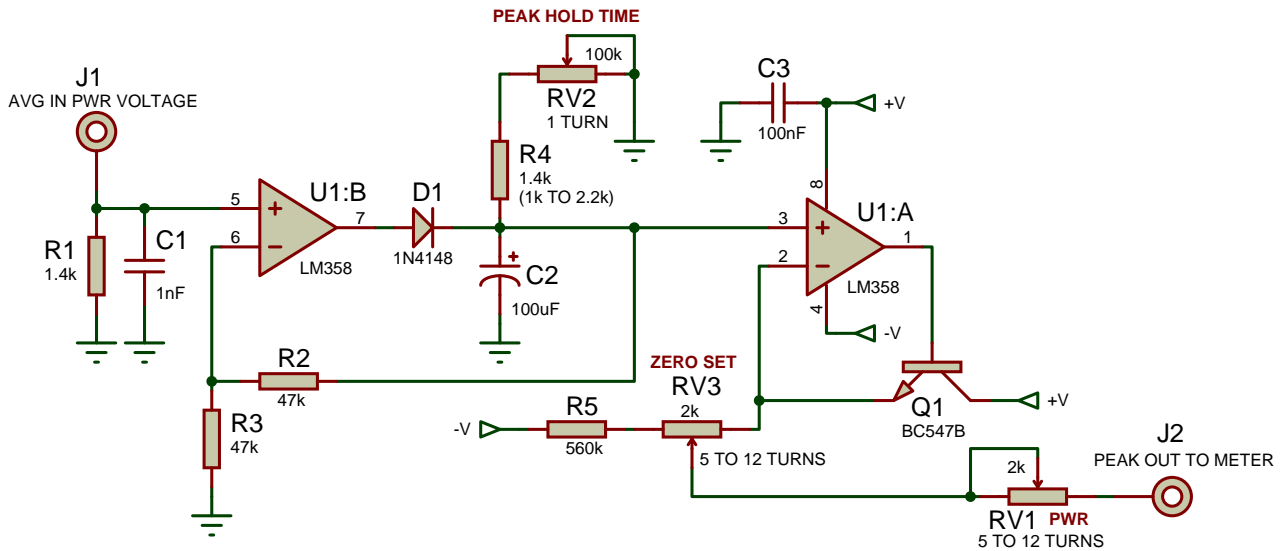 PEAK HOLD TIME
100k
RV2
1 TURN
J1
AVG IN PWR VOLTAGE
C3
100nF
+V
R4
1.4k
(1k TO 2.2k)
8
U1:B
5
6
7
LM358
D1
1N4148
U1:A
3
2
1
LM358
4
-V
R1
1.4k
C1
1nF
C2
100uF
R2
47k
R3
47k
ZERO SET
RV3
2k
5 TO 12 TURNS
-V
R5
560k
Q1
BC547B
+V
J2
PEAK OUT TO METER
2k
RV1
PWR
5 TO 12 TURNS